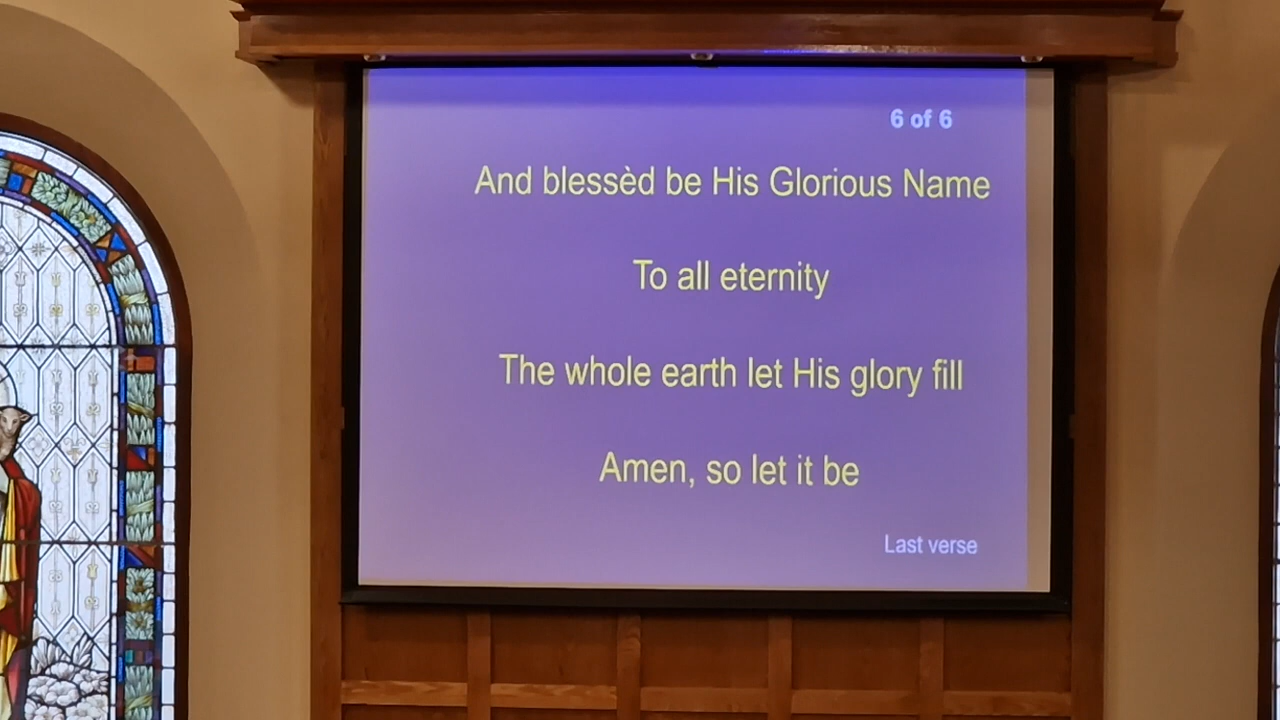 6 of 6
And blessèd be His Glorious Name
To all eternity
The whole earth let His glory fill
Amen, so let it be
Last verse